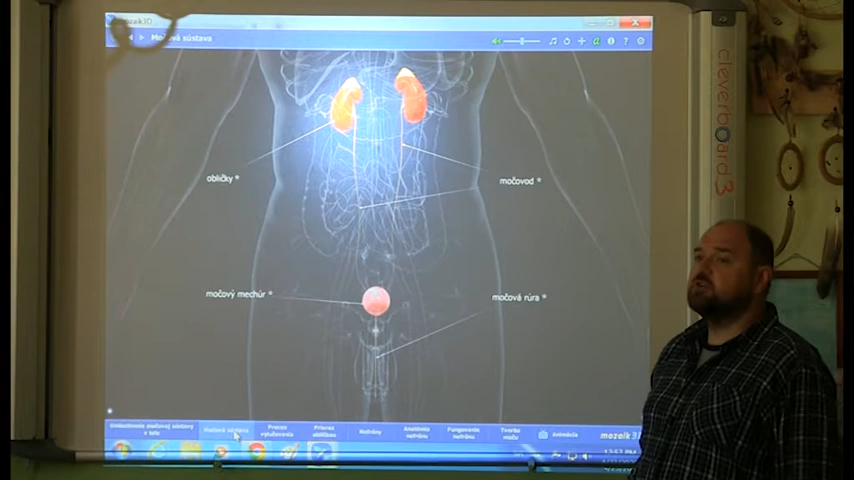 mozaik3D
Močová sústava
obličky *
močovod *
močový mechúr *
močová rúra *
Umiestnenie močovej sústavy
v tele
Močová sústava
Proces
vylučovania
Prierez
obličkou
Nefróny
Anatómia
nefrónu
Fungovanie
nefrónu
Tvorba
moču
Animácia
mozaik3D
cleverboard3